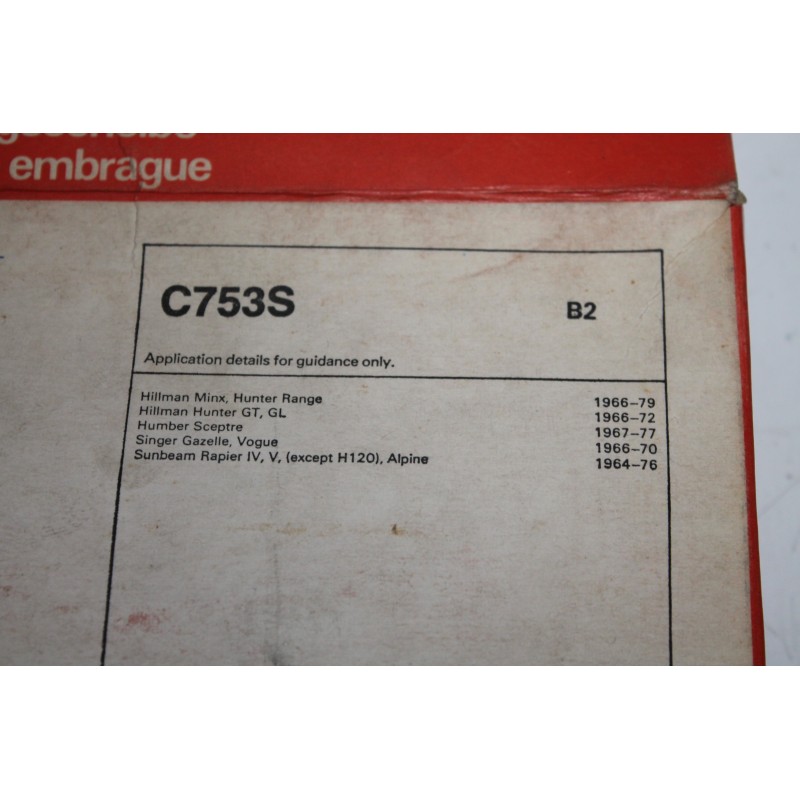 embrague
C753S B2
Application details for guidance only.
Hillman Minx, Hunter Range 1966–79
Hillman Hunter GT, GL 1966–72
Humber Sceptre 1967–77
Singer Gazelle, Vogue 1966–70
Sunbeam Rapier IV, V, (except H120), Alpine 1964–76